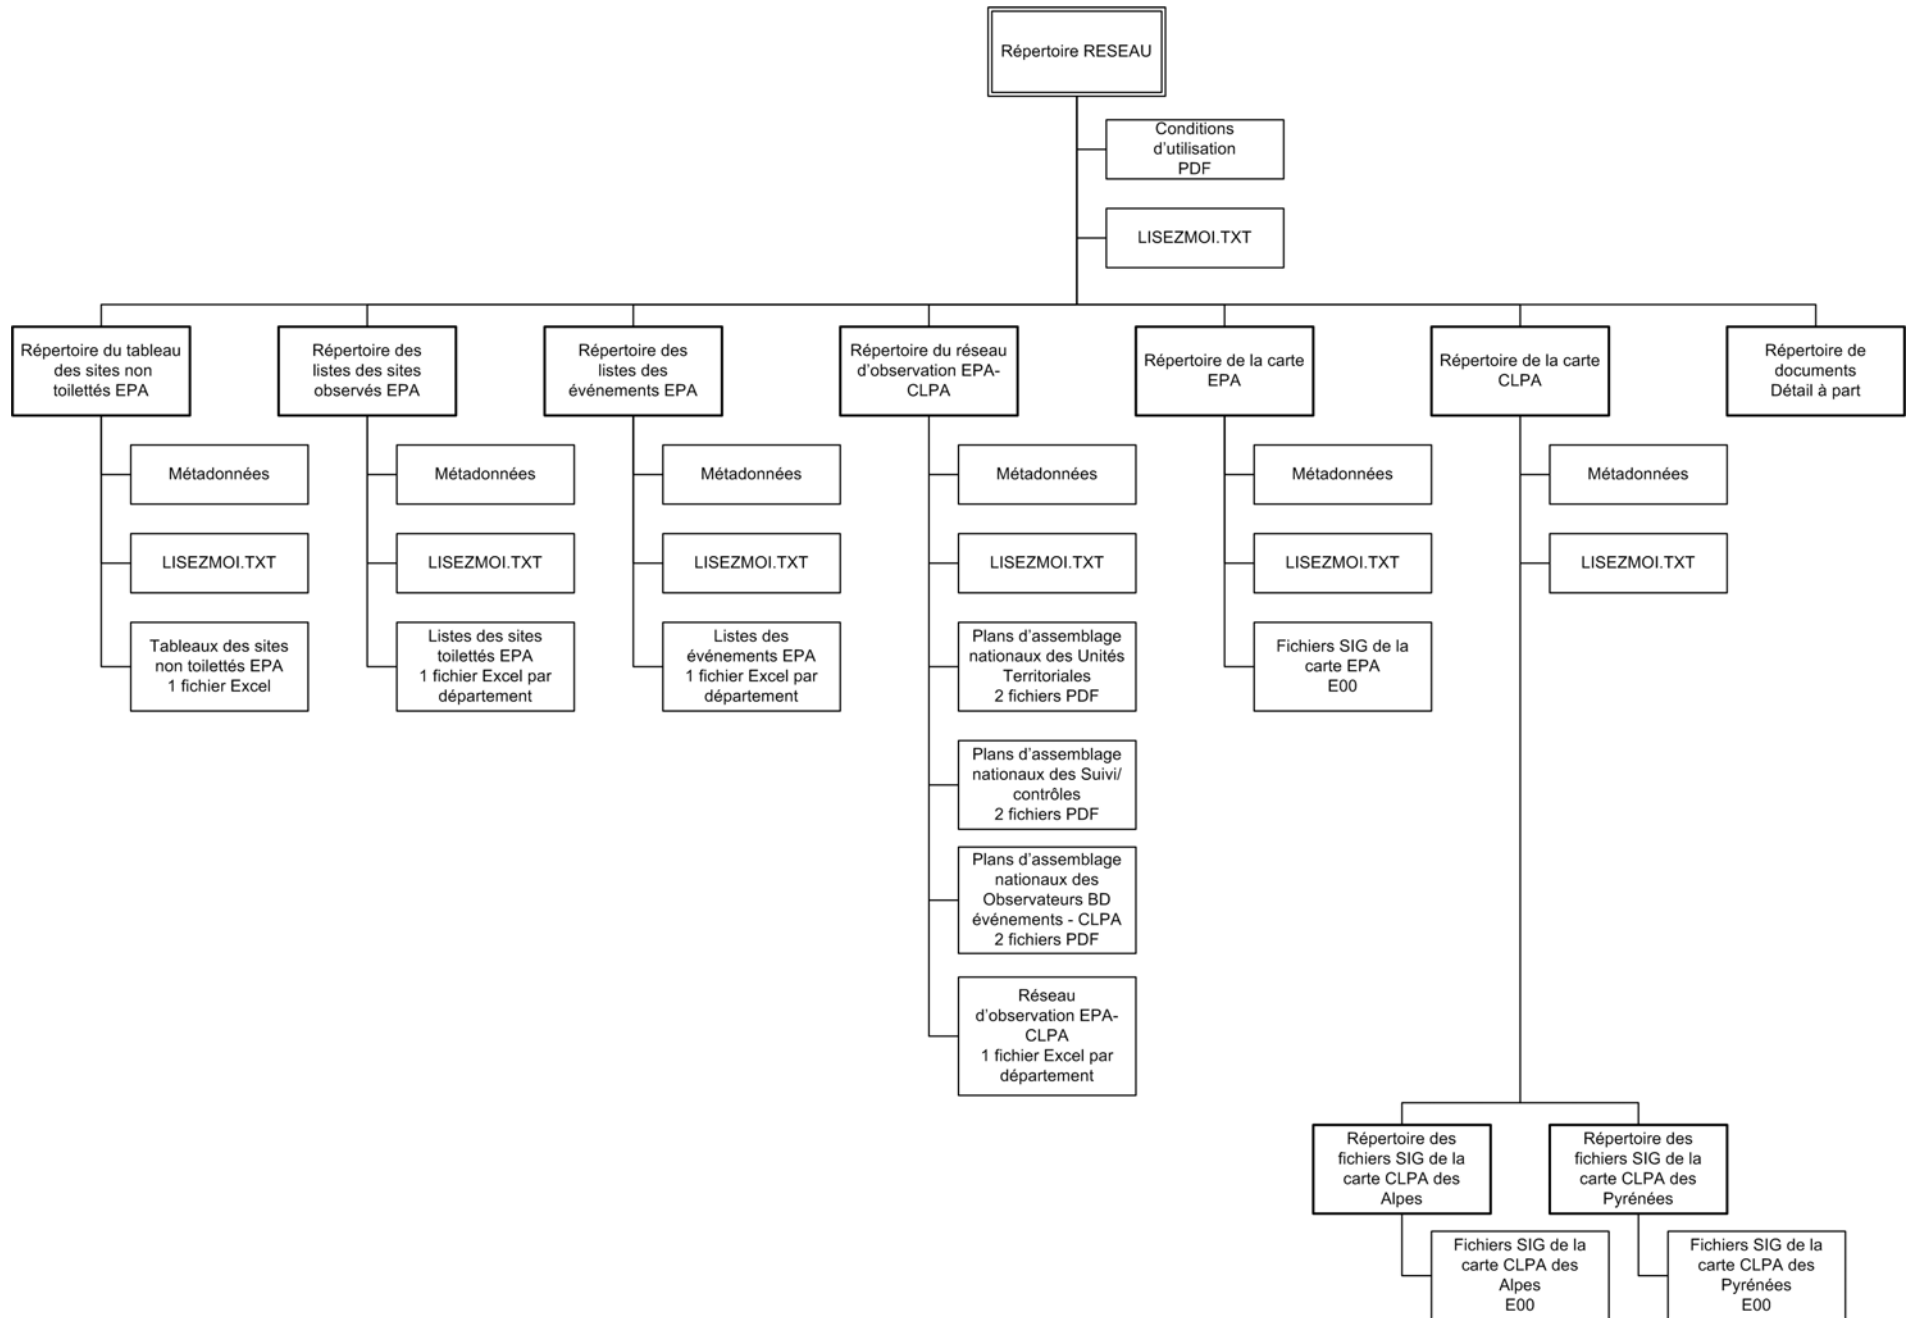 Répertoire RESEAU
Conditions
d'utilisation
PDF
LISEZMOI.TXT
Répertoire du tableau
des sites non
toilettés EPA
Répertoire des
listes des sites
observés EPA
Répertoire des
listes des
événements EPA
Répertoire du réseau
d'observation EPA-
CLPA
Répertoire de la carte
EPA
Répertoire de la carte
CLPA
Répertoire de
documents
Détail à part
Métadonnées
Métadonnées
Métadonnées
Métadonnées
Métadonnées
Métadonnées
LISEZMOI.TXT
LISEZMOI.TXT
LISEZMOI.TXT
LISEZMOI.TXT
LISEZMOI.TXT
LISEZMOI.TXT
Tableaux des sites
non toilettés EPA
1 fichier Excel
Listes des sites
toilettés EPA
1 fichier Excel par
département
Listes des
événements EPA
1 fichier Excel par
département
Plans d'assemblage
nationaux des Unités
Territoriales
2 fichiers PDF
Fichiers SIG de la
carte EPA
E00
Plans d'assemblage
nationaux des Suivi/
contrôles
2 fichiers PDF
Plans d'assemblage
nationaux des
Observateurs BD
événements - CLPA
2 fichiers PDF
Réseau
d'observation EPA-
CLPA
1 fichier Excel par
département
Répertoire des
fichiers SIG de la
carte CLPA des
Alpes
Répertoire des
fichiers SIG de la
carte CLPA des
Pyrénées
Fichiers SIG de la
carte CLPA des
Alpes
E00
Fichiers SIG de la
carte CLPA des
Pyrénées
E00